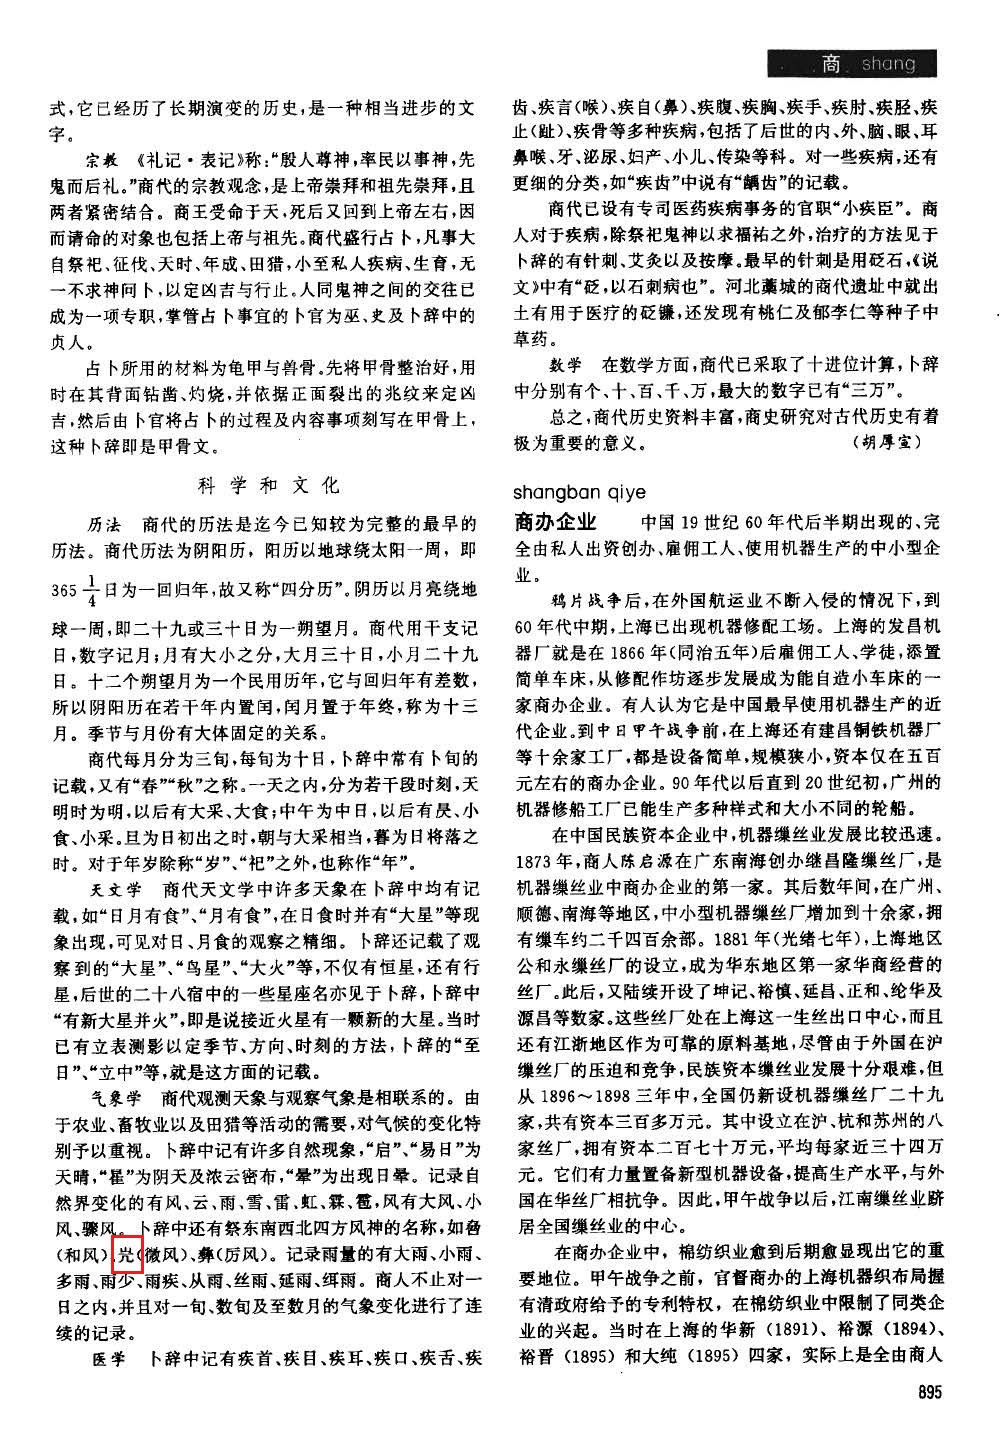 商 shang
式,它已经历了长期演变的历史,是一种相当进步的文
字。
宗教 《礼记·表记》称:“殷人尊神,率民以事神,先
鬼而后礼。”商代的宗教观念,是上帝崇拜和祖先崇拜,且
两者紧密结合。商王受命于天,死后又回到上帝左右,因
而请命的对象也包括上帝与祖先。商代盛行占卜,凡事大
自祭祀、征伐、天时、年成、田猎,小至私人疾病、生育,无
一不求神问卜,以定凶吉与行止。人同鬼神之间的交往已
成为一项专职,掌管占卜事宜的卜官为巫、史及卜辞中的
贞人。
占卜所用的材料为龟甲与兽骨。先将甲骨整治好,用
时在其背面钻凿、灼烧,并依据正面裂出的兆纹来定凶
吉,然后由卜官将占卜的过程及内容事项刻写在甲骨上,
这种卜辞即是甲骨文。
科学和文化
历法 商代的历法是迄今已知较为完整的最早的
历法。商代历法为阴阳历,阳历以地球绕太阳一周,即
365 1/4 日为一回归年,故又称“四分历”。阴历以月亮绕地
球一周,即二十九或三十日为一朔望月。商代用干支记
日,数字记月;月有大小之分,大月三十日,小月二十九
日。十二个朔望月为一个民用历年,它与回归年有差数,
所以阴阳历在若干年内置闰,闰月置于年终,称为十三
月。季节与月份有大体固定的关系。
商代每月分为三旬,每旬为十日,卜辞中常有卜旬的
记载,又有“春”“秋”之称。一天之内,分为若干段时刻,天
明时为明,以后有大采、大食;中午为中日,以后有昃、小
食、小采。旦为日初出之时,朝与大采相当,暮为日将落之
时。对于年岁除称“岁”、“祀”之外,也称作“年”。
天文学 商代天文学中许多天象在卜辞中均有记
载,如“日月有食”、“月有食”,在日食时并有“大星”等现
象出现,可见对日、月食的观察之精细。卜辞还记载了观
察到的“大星”、“鸟星”、“大火”等,不仅有恒星,还有行
星,后世的二十八宿中的一些星座名亦见于卜辞,卜辞中
“有新大星并火”,即是说接近火星有一颗新的大星。当时
已有立表测影以定季节、方向、时刻的方法,卜辞的“至
日”、“立中”等,就是这方面的记载。
气象学 商代观测天象与观察气象是相联系的。由
于农业、畜牧业以及田猎等活动的需要,对气候的变化特
别予以重视。卜辞中记有许多自然现象,“启”、“易日”为
天晴,“”为阴天及浓云密布,“晕”为出现日晕。记录自
然界变化的有风、云、雨、雪、雷、虹、、雹,风有大风、小
风、骤风。卜辞中还有祭东南西北四方风神的名称,如
(和风)、(微风)、彝(厉风)。记录雨量的有大雨、小雨、
多雨、雨少、雨疾、从雨、丝雨、延雨、䋙雨。商人不止对一
日之内,并且对一旬、数旬及至数月的气象变化进行了连
续的记录。
医学 卜辞中记有疾首、疾目、疾耳、疾口、疾舌、疾
齿、疾言(喉)、疾自(鼻)、疾腹、疾胸、疾手、疾肘、疾胫、疾
止(趾)、疾骨等多种疾病,包括了后世的内、外、脑、眼、耳
鼻喉、牙、泌尿、妇产、小儿、传染等科。对一些疾病,还有
更细的分类,如“疾齿”中说有“龋齿”的记载。
商代已设有专司医药疾病事务的官职“小疾臣”。商
人对于疾病,除祭祀鬼神以求福祐之外,治疗的方法见于
卜辞的有针刺、艾灸以及按摩。最早的针刺是用砭石,《说
文》中有“砭,以石刺病也”。河北藁城的商代遗址中就出
土有用于医疗的砭镰,还发现有桃仁及郁李仁等种子中
草药。
数学 在数学方面,商代已采取了十进位计算,卜辞
中分别有个、十、百、千、万,最大的数字已有“三万”。
总之,商代历史资料丰富,商史研究对古代历史有着
极为重要的意义。 (胡厚宣)
shangban qiye
商办企业 中国19世纪60年代后半期出现的、完
全由私人出资创办、雇佣工人、使用机器生产的中小型企
业。
鸦片战争后,在外国航运业不断入侵的情况下,到
60年代中期,上海已出现机器修配工场。上海的发昌机
器厂就是在1866年(同治五年)后雇佣工人、学徒,添置
简单车床,从修配作坊逐步发展成为能自造小车床的一
家商办企业。有人认为它是中国最早使用机器生产的近
代企业。到中日甲午战争前,在上海还有建昌铜铁机器厂
等十余家工厂,都是设备简单,规模狭小,资本仅在五百
元左右的商办企业。90年代以后直到20世纪初,广州的
机器修船工厂已能生产多种样式和大小不同的轮船。
在中国民族资本企业中,机器缫丝业发展比较迅速。
1873年,商人陈启源在广东南海创办继昌隆缫丝厂,是
机器缫丝业中商办企业的第一家。其后数年间,在广州、
顺德、南海等地区,中小型机器缫丝厂增加到十余家,拥
有缫车约二千四百余部。1881年(光绪七年),上海地区
公和永缫丝厂的设立,成为华东地区第一家华商经营的
丝厂。此后,又陆续开设了坤记、裕慎、延昌、正和、纶华及
源昌等数家。这些丝厂处在上海这一生丝出口中心,而且
还有江浙地区作为可靠的原料基地,尽管由于外国在沪
缫丝厂的压迫和竞争,民族资本缫丝业发展十分艰难,但
从1896～1898三年中,全国仍新设机器缫丝厂二十九
家,共有资本三百多万元。其中设立在沪、杭和苏州的八
家丝厂,拥有资本二百七十万元,平均每家近三十四万
元。它们有力量置备新型机器设备,提高生产水平,与外
国在华丝厂相抗争。因此,甲午战争以后,江南缫丝业跻
居全国缫丝业的中心。
在商办企业中,棉纺织业愈到后期愈显现出它的重
要地位。甲午战争之前,官督商办的上海机器织布局握
有清政府给予的专利特权,在棉纺织业中限制了同类企
业的兴起。当时在上海的华新(1891)、裕源(1894)、
裕晋(1895)和大纯(1895)四家,实际上是全由商人
895